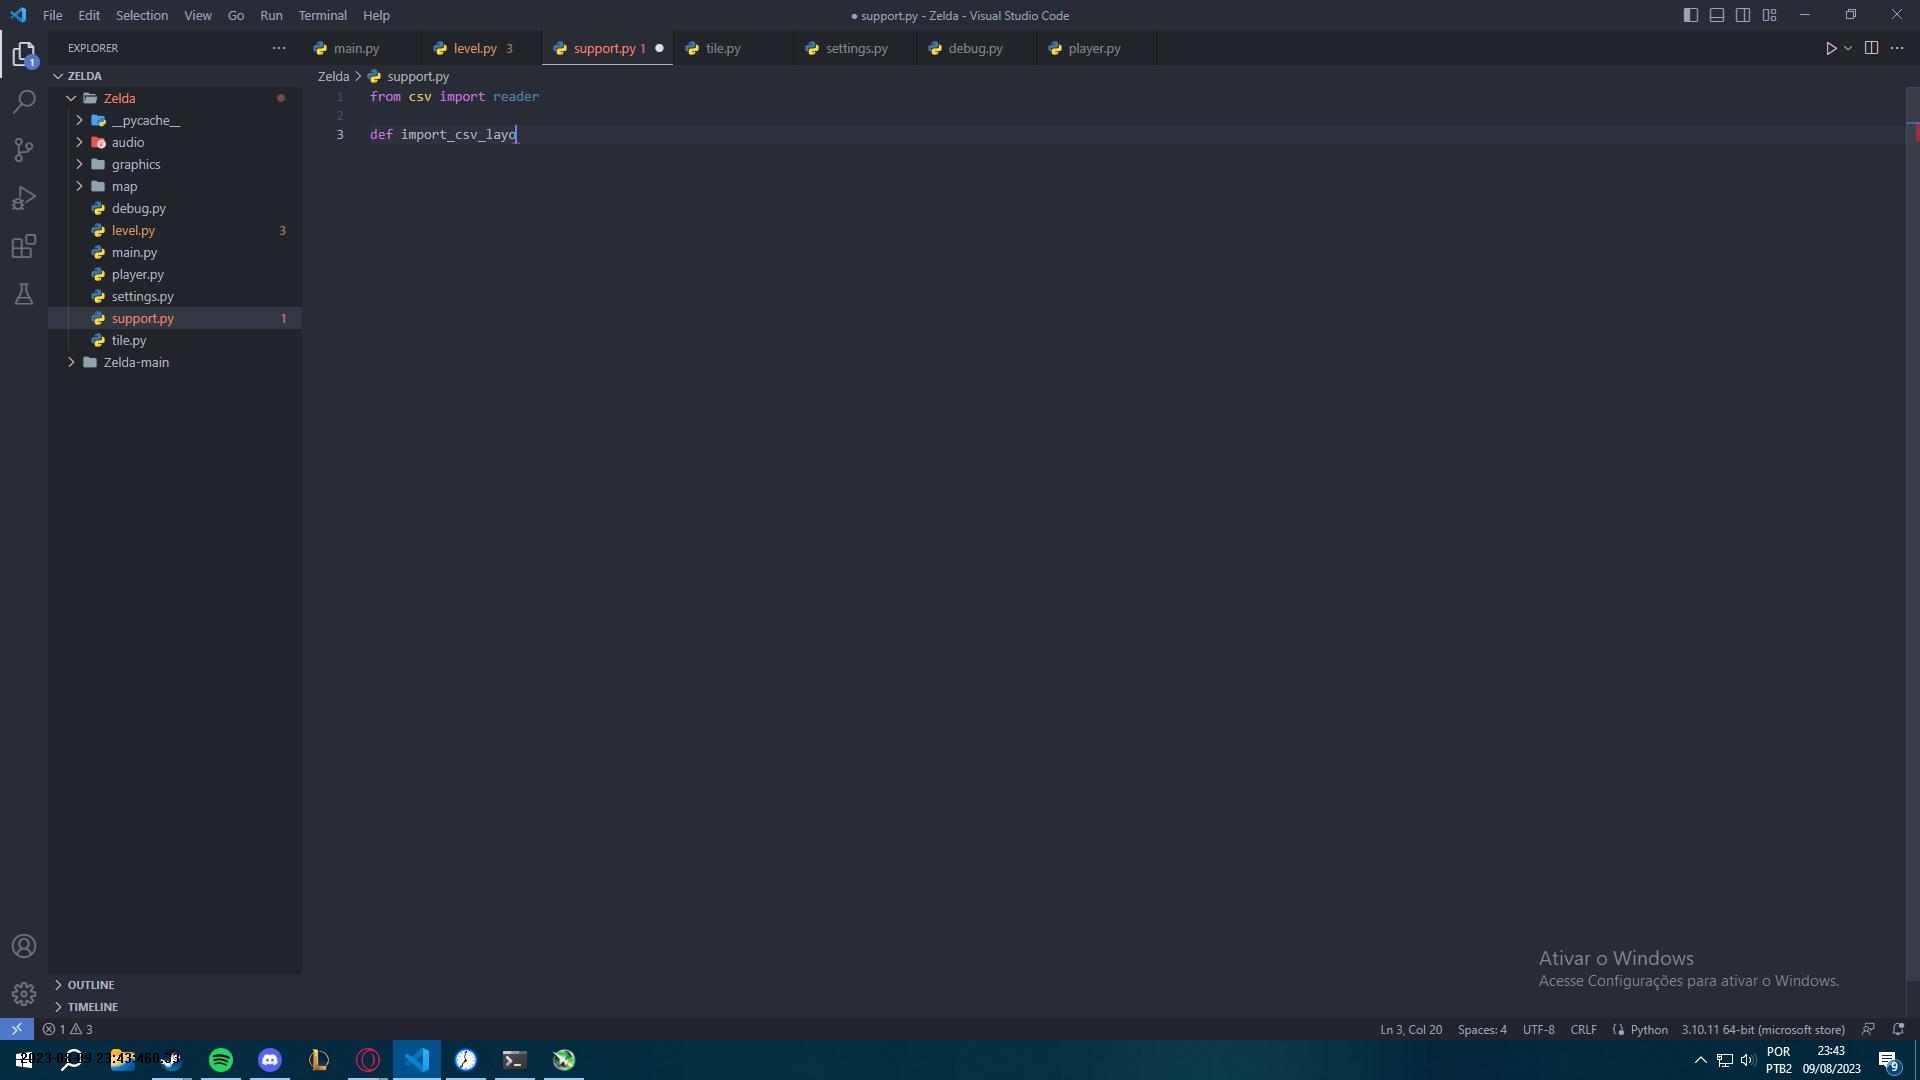 File Edit Selection View Go Run Terminal Help
● support.py - Zelda - Visual Studio Code
EXPLORER
main.py
level.py 3
support.py 1
tile.py
settings.py
debug.py
player.py
ZELDA
Zelda > support.py
Zelda
__pycache__
audio
graphics
map
debug.py
level.py 3
main.py
player.py
settings.py
support.py 1
tile.py
Zelda-main
1 from csv import reader
2
3 def import_csv_layo
Ativar o Windows
Acesse Configurações para ativar o Windows.
OUTLINE
TIMELINE
1 3
Ln 3, Col 20 Spaces: 4 UTF-8 CRLF Python 3.10.11 64-bit (microsoft store)
POR
PTB2
23:43
09/08/2023
9